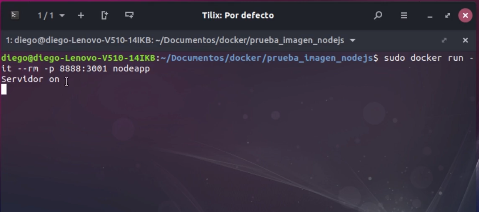 1 / 1
Tilix: Por defecto
1: diego@diego-Lenovo-V510-14IKB: ~/Documentos/docker/prueba_imagen_nodejs
diego@diego-Lenovo-V510-14IKB:~/Documentos/docker/prueba_imagen_nodejs$ sudo docker run -
it --rm -p 8888:3001 nodeapp
Servidor on